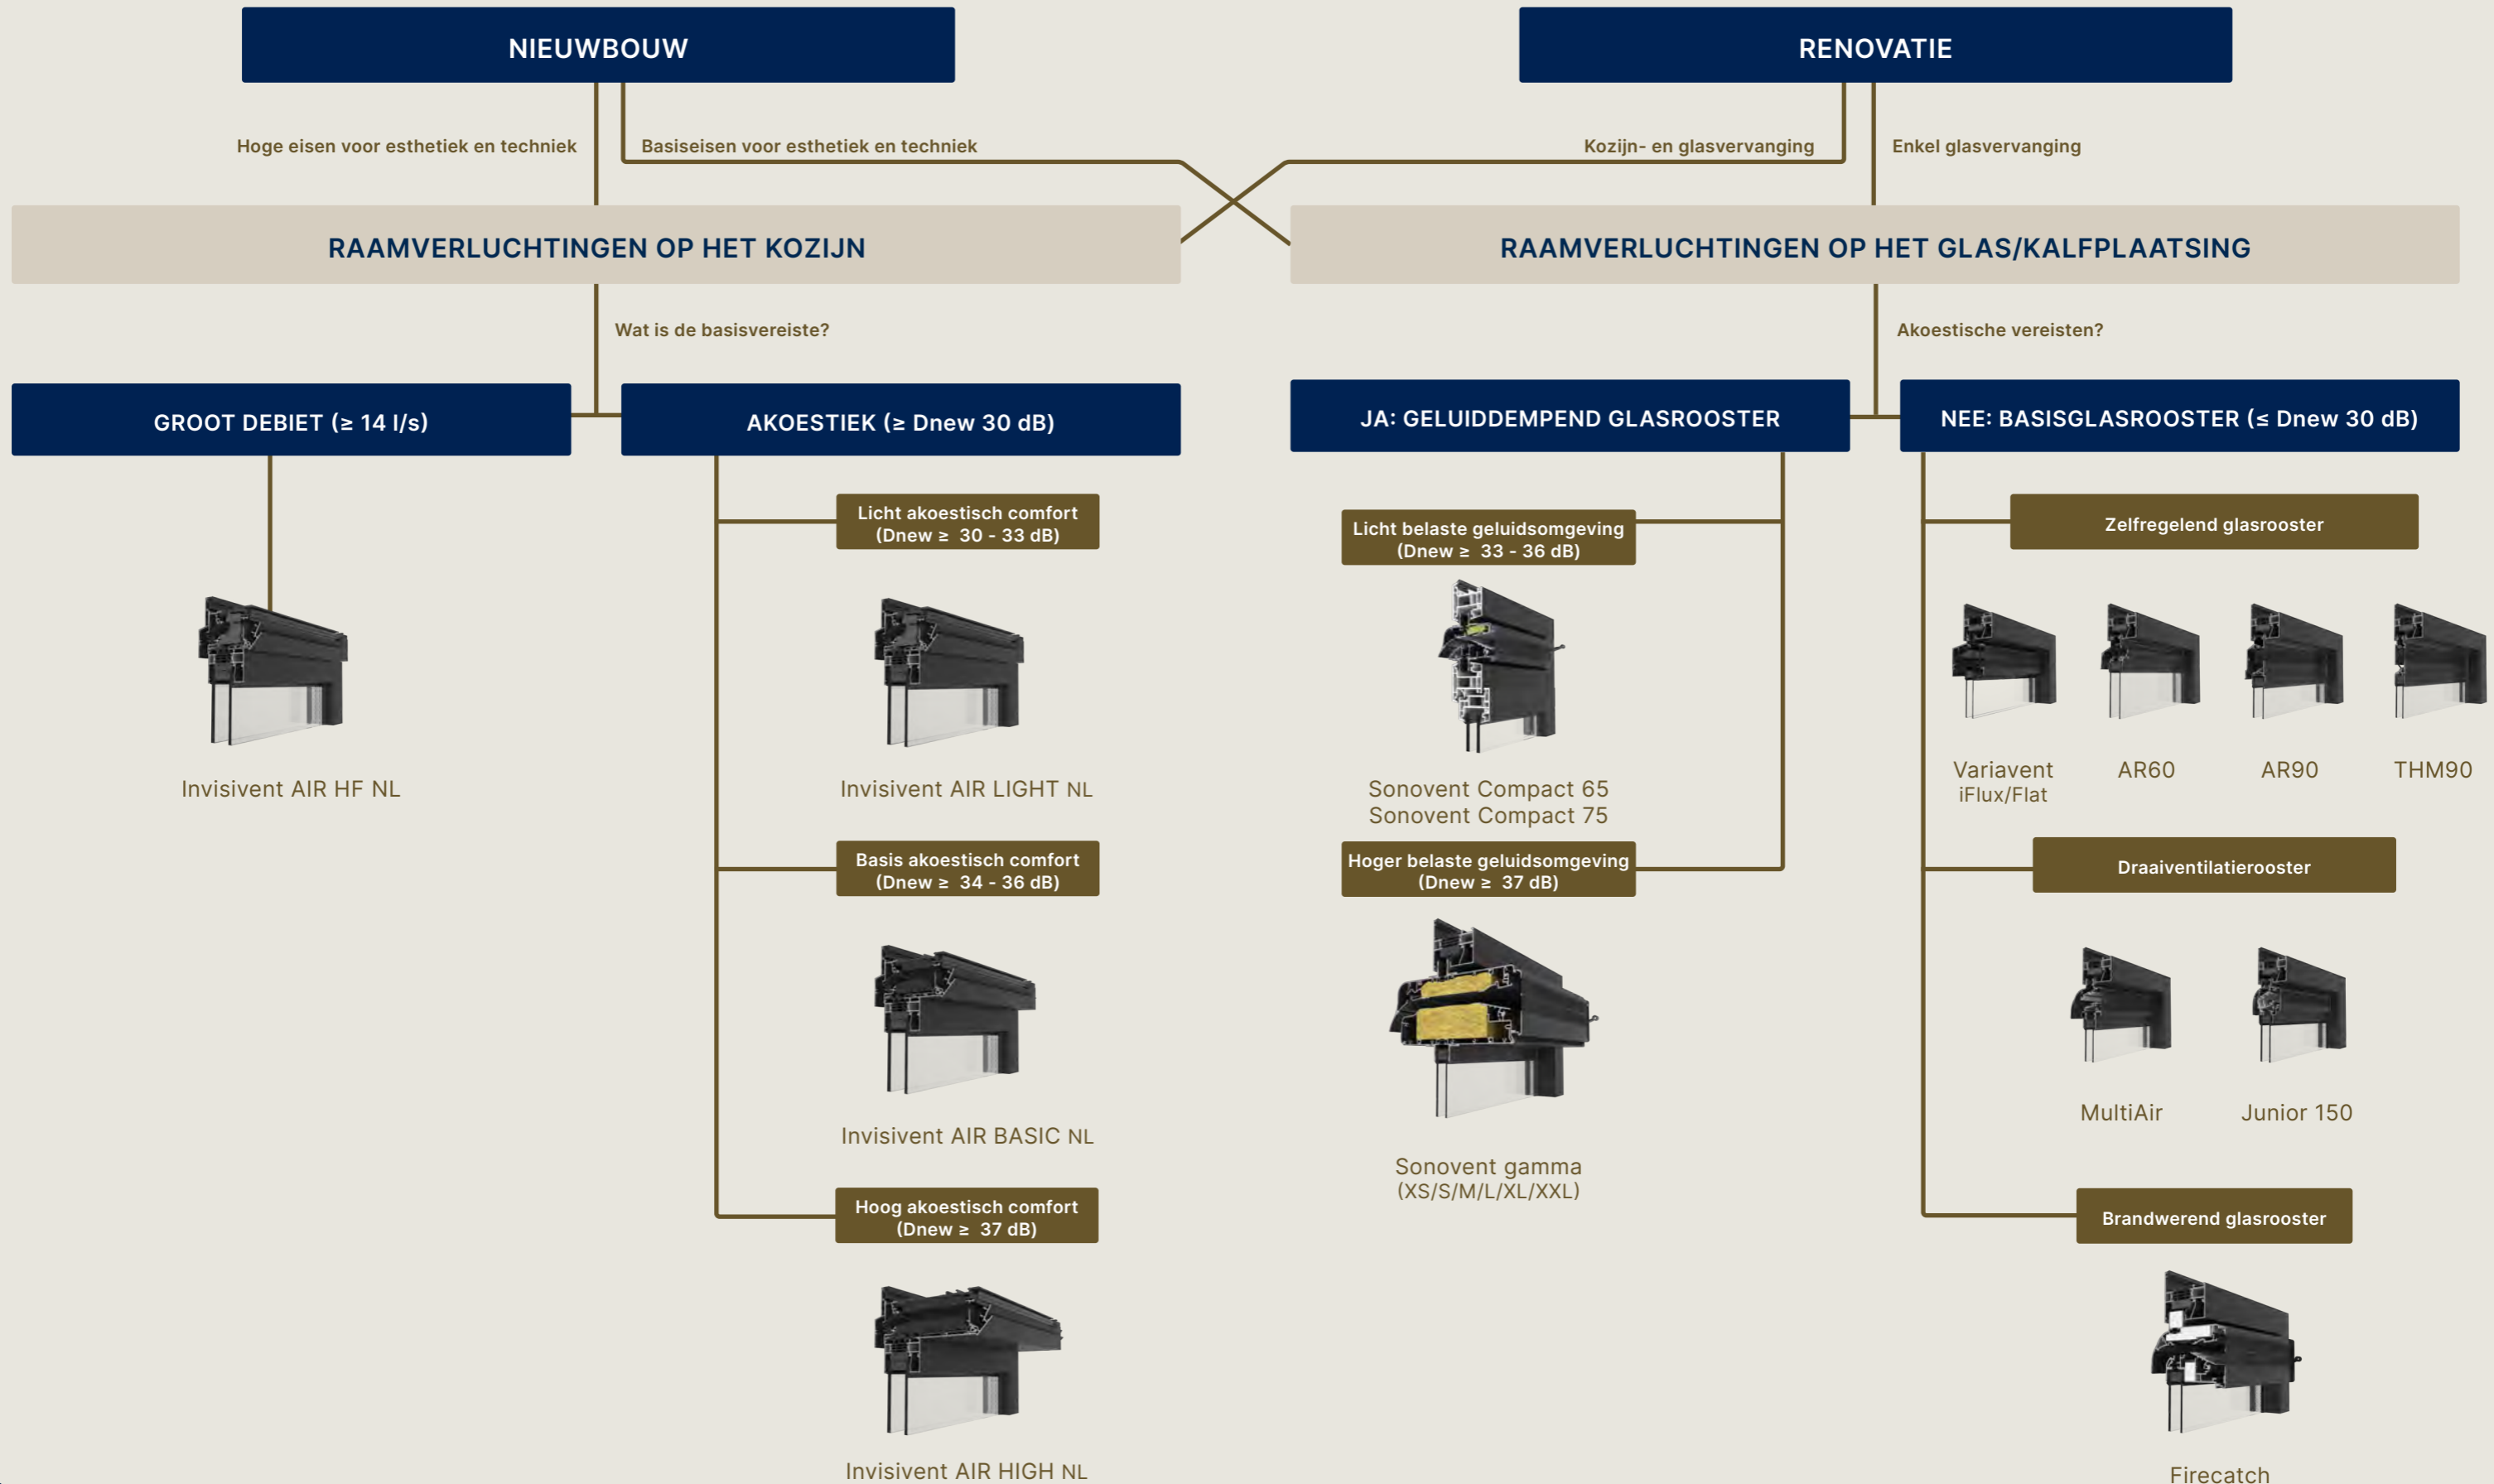 NIEUWBOUW
RENOVATIE
Hoge eisen voor esthetiek en techniek
Basiseisen voor esthetiek en techniek
Kozijn- en glasvervanging
Enkel glasvervanging
RAAMVERLUCHTINGEN OP HET KOZIJN
RAAMVERLUCHTINGEN OP HET GLAS/KALFPLAATSING
Wat is de basisvereiste?
Akoestische vereisten?
GROOT DEBIET (≥ 14 l/s)
AKOESTIEK (≥ Dnew 30 dB)
JA: GELUIDDEMPEND GLASROOSTER
NEE: BASISGLASROOSTER (≤ Dnew 30 dB)
Invisivent AIR HF NL
Licht akoestisch comfort
(Dnew ≥ 30 - 33 dB)
Invisivent AIR LIGHT NL
Basis akoestisch comfort
(Dnew ≥ 34 - 36 dB)
Invisivent AIR BASIC NL
Hoog akoestisch comfort
(Dnew ≥ 37 dB)
Invisivent AIR HIGH NL
Licht belaste geluidsomgeving
(Dnew ≥ 33 - 36 dB)
Sonovent Compact 65
Sonovent Compact 75
Hoger belaste geluidsomgeving
(Dnew ≥ 37 dB)
Sonovent gamma
(XS/S/M/L/XL/XXL)
Zelfregelend glasrooster
Variavent
iFlux/Flat
AR60
AR90
THM90
Draaiventilatierooster
MultiAir
Junior 150
Brandwerend glasrooster
Firecatch